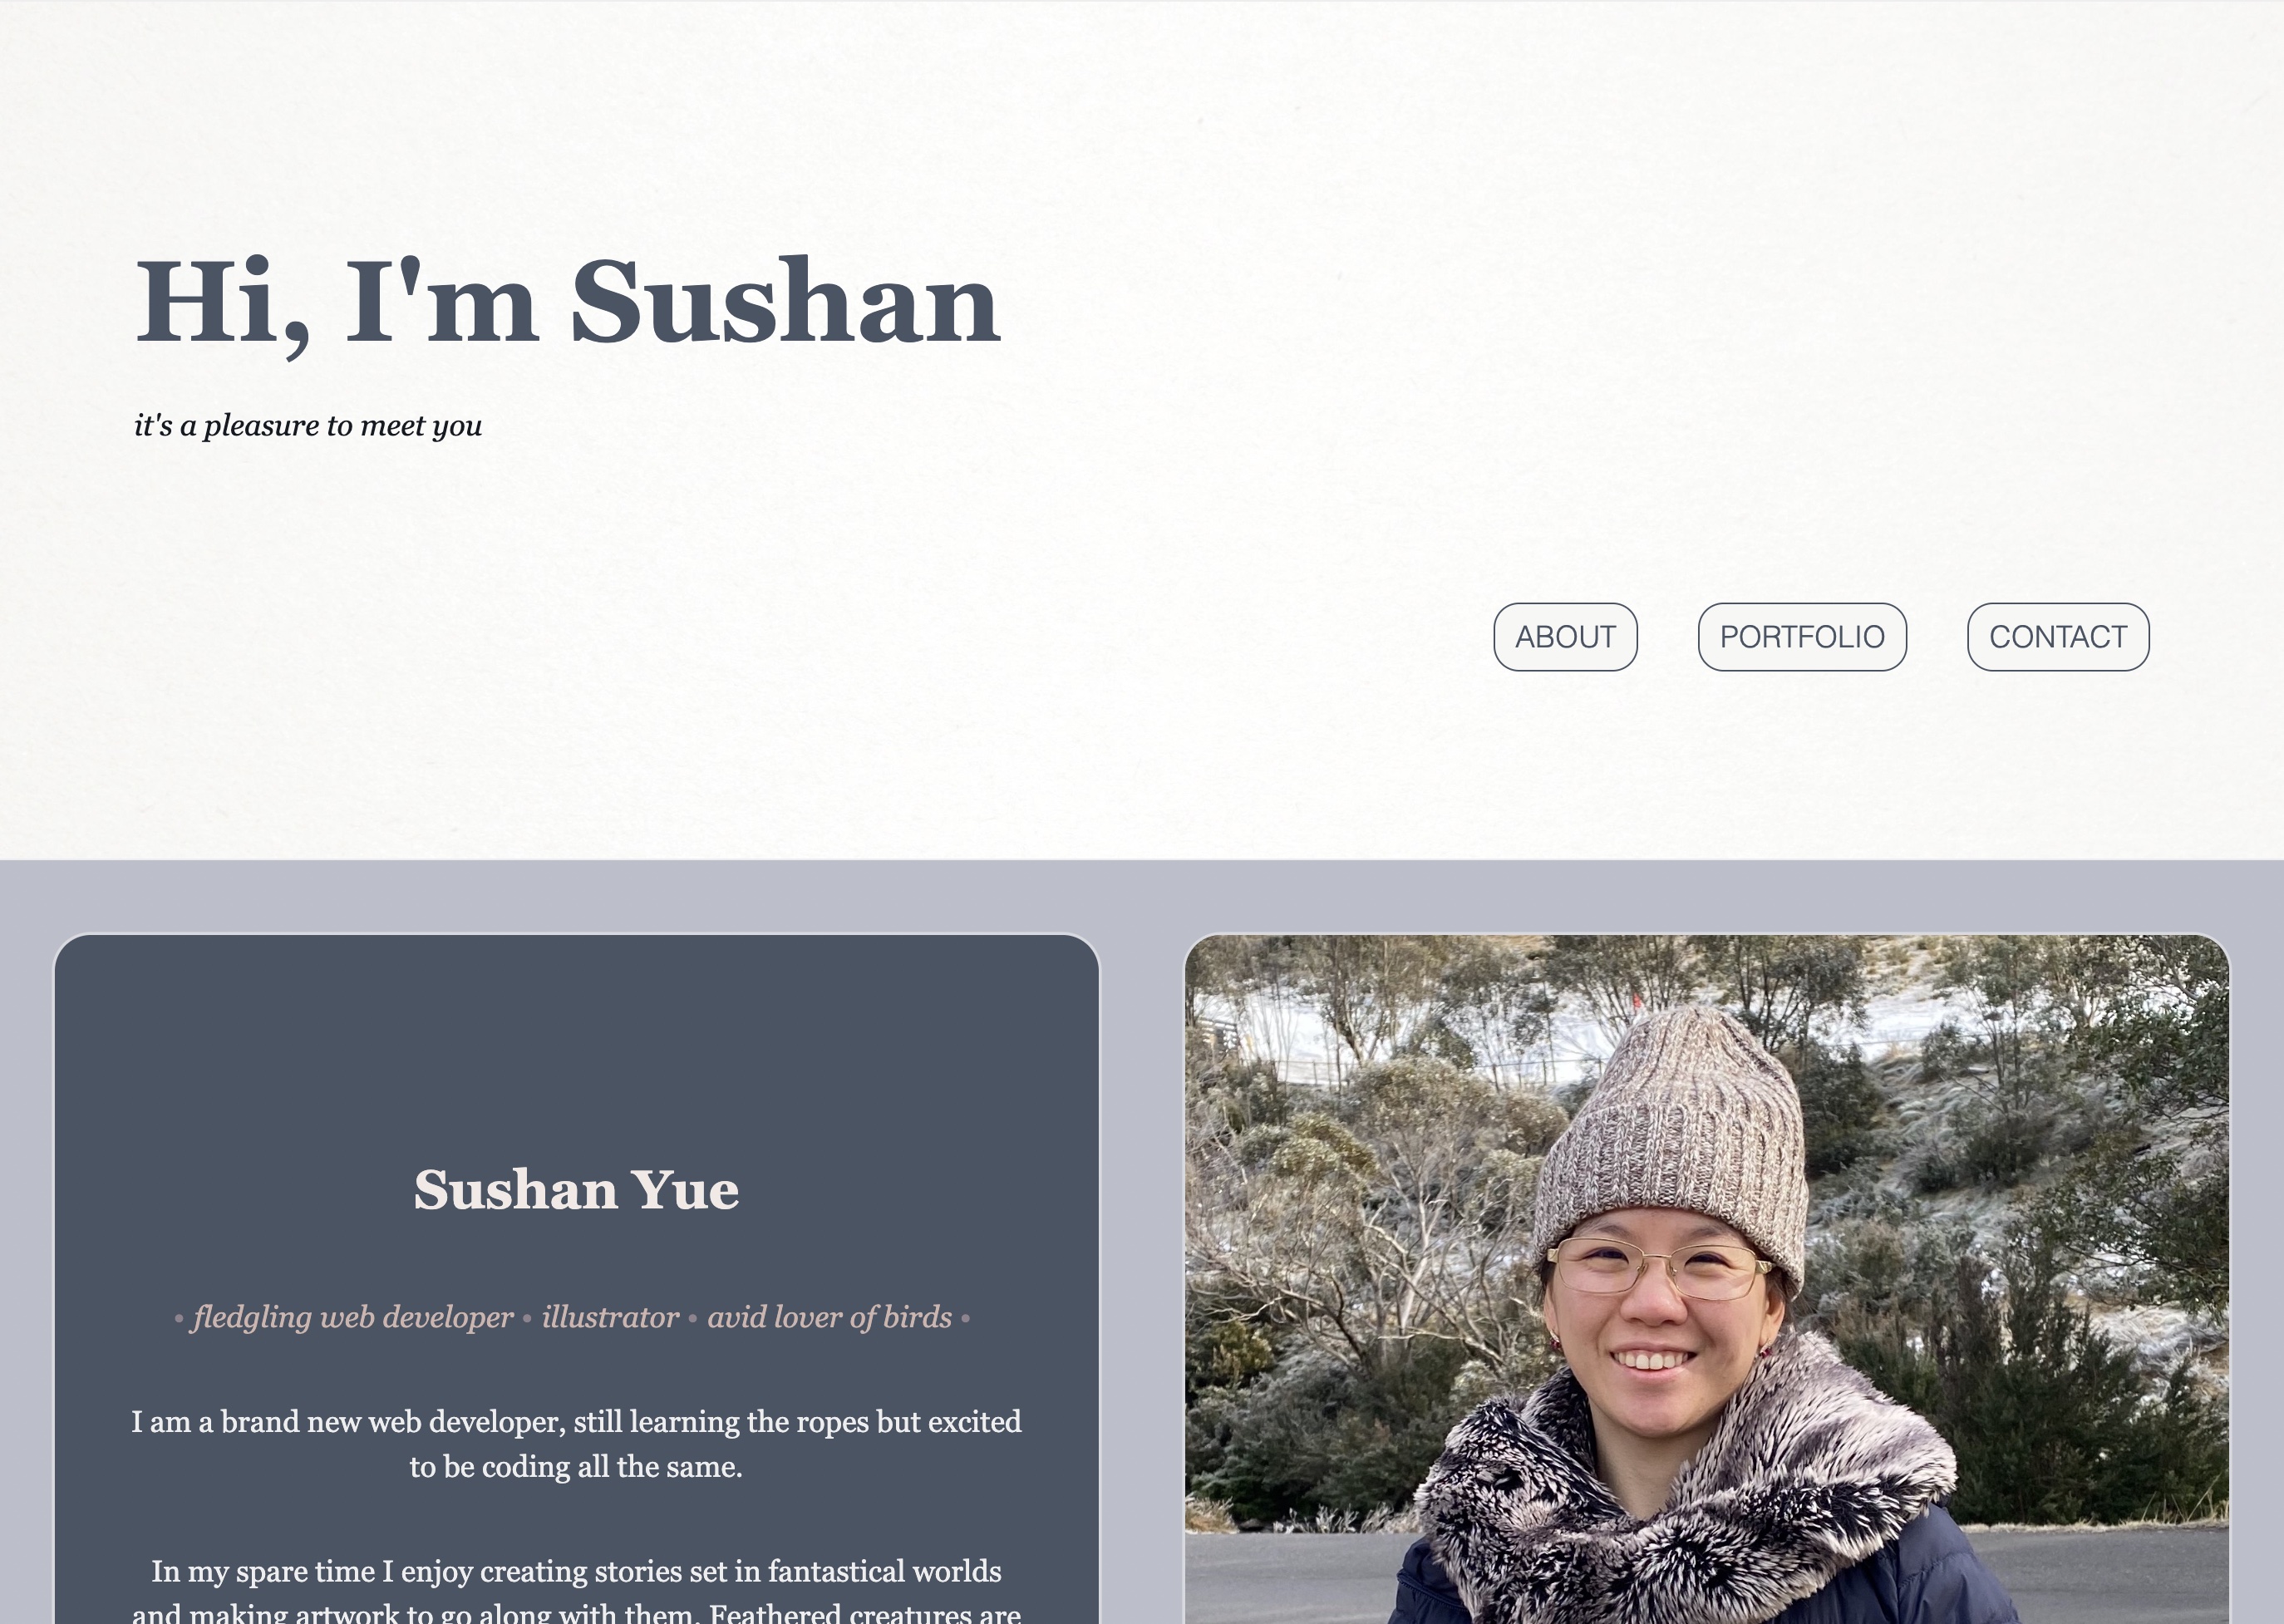 Hi, I'm Sushan
it's a pleasure to meet you
ABOUT PORTFOLIO CONTACT
Sushan Yue
• fledgling web developer • illustrator • avid lover of birds •
I am a brand new web developer, still learning the ropes but excited
to be coding all the same.
In my spare time I enjoy creating stories set in fantastical worlds
and making artwork to go along with them. Feathered creatures are